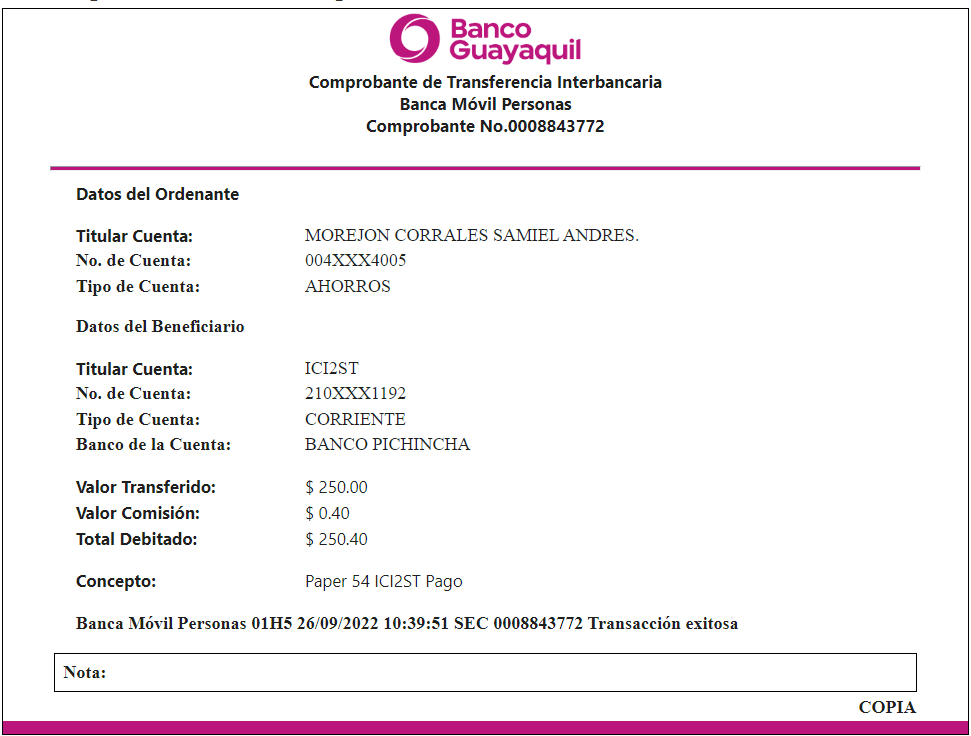 Banco
Guayaquil
Comprobante de Transferencia Interbancaria
Banca Móvil Personas
Comprobante No.0008843772
Datos del Ordenante
Titular Cuenta: MOREJON CORRALES SAMIEL ANDRES.
No. de Cuenta: 004XXX4005
Tipo de Cuenta: AHORROS
Datos del Beneficiario
Titular Cuenta: ICI2ST
No. de Cuenta: 210XXX1192
Tipo de Cuenta: CORRIENTE
Banco de la Cuenta: BANCO PICHINCHA
Valor Transferido: $ 250.00
Valor Comisión: $ 0.40
Total Debitado: $ 250.40
Concepto: Paper 54 ICI2ST Pago
Banca Móvil Personas 01H5 26/09/2022 10:39:51 SEC 0008843772 Transacción exitosa
Nota:
COPIA